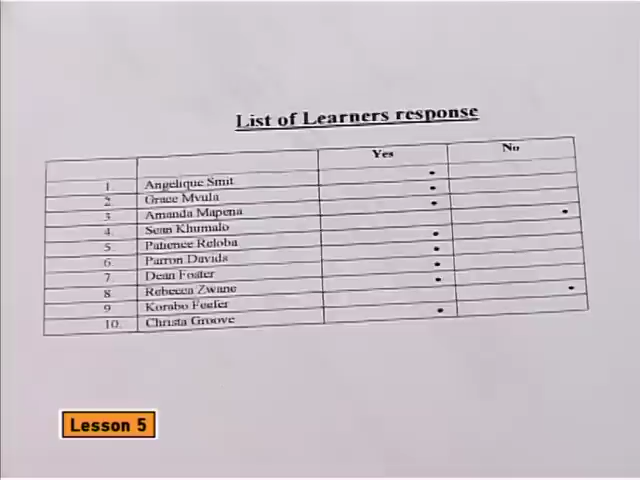 List of Learners response
Yes No
1. Angelique Smit •
2. Grace Mvula •
3. Amanda Mapena •
4. Sean Khumalo •
5. Patience Reloba •
6. Parron Davids •
7. Dean Foster •
8. Rebecca Zwane •
9. Korabo Feefer •
10. Christa Groove •
Lesson 5